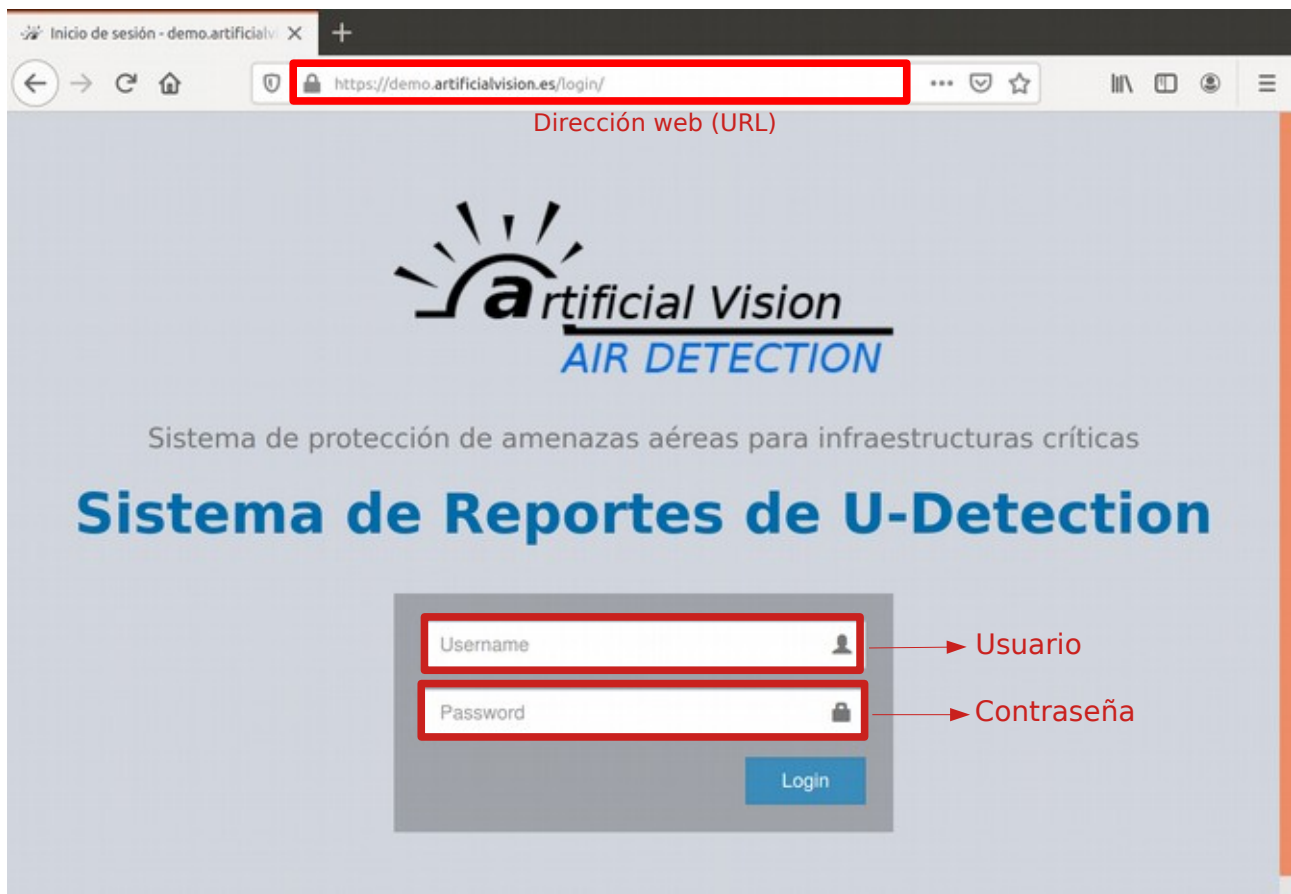 Inicio de sesión - demo.artificialvi
https://demo.artificialvision.es/login/
Dirección web (URL)
artificial Vision
AIR DETECTION
Sistema de protección de amenazas aéreas para infraestructuras críticas
Sistema de Reportes de U-Detection
Username
Usuario
Password
Contraseña
Login